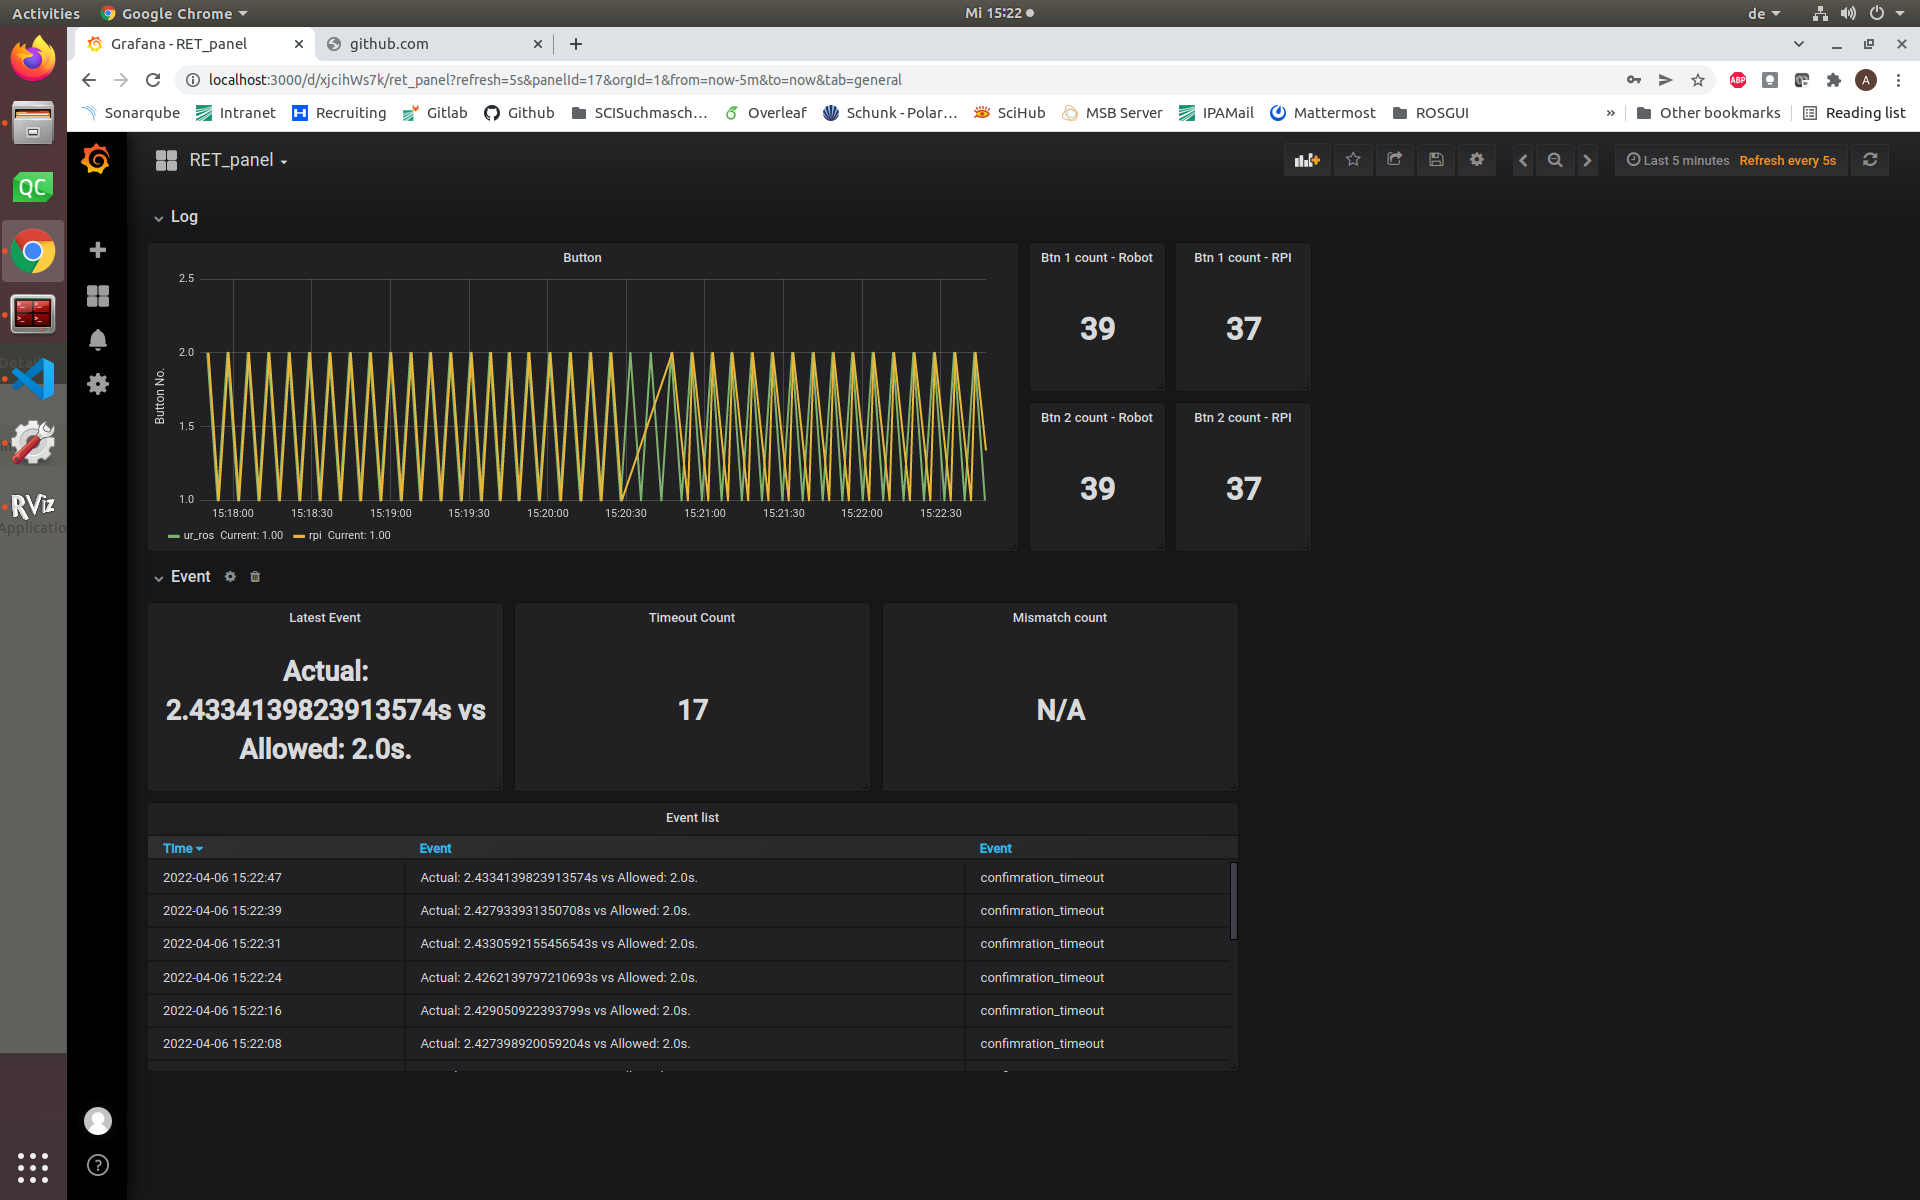 Activities
Google Chrome
Mi 15:22
de
Grafana - RET_panel
github.com
localhost:3000/d/xjcihWs7k/ret_panel?refresh=5s&panelId=17&orgId=1&from=now-5m&to=now&tab=general
ABP
A
Sonarqube
Intranet
Recruiting
Gitlab
Github
SCISuchmasch...
Overleaf
Schunk - Polar...
SciHub
MSB Server
IPAMail
Mattermost
ROSGUI
»
Other bookmarks
Reading list
QC
RViz
RET_panel
Last 5 minutes Refresh every 5s
Log
Button
2.5
2.0
1.5
1.0
Button No.
15:18:00 15:18:30 15:19:00 15:19:30 15:20:00 15:20:30 15:21:00 15:21:30 15:22:00 15:22:30
ur_ros Current: 1.00 rpi Current: 1.00
Btn 1 count - Robot
39
Btn 1 count - RPI
37
Btn 2 count - Robot
39
Btn 2 count - RPI
37
Event
Latest Event
Actual:
2.4334139823913574s vs
Allowed: 2.0s.
Timeout Count
17
Mismatch count
N/A
Event list
Time Event Event
2022-04-06 15:22:47 Actual: 2.4334139823913574s vs Allowed: 2.0s. confimration_timeout
2022-04-06 15:22:39 Actual: 2.427933931350708s vs Allowed: 2.0s. confimration_timeout
2022-04-06 15:22:31 Actual: 2.4330592155456543s vs Allowed: 2.0s. confimration_timeout
2022-04-06 15:22:24 Actual: 2.4262139797210693s vs Allowed: 2.0s. confimration_timeout
2022-04-06 15:22:16 Actual: 2.429050922393799s vs Allowed: 2.0s. confimration_timeout
2022-04-06 15:22:08 Actual: 2.427398920059204s vs Allowed: 2.0s. confimration_timeout